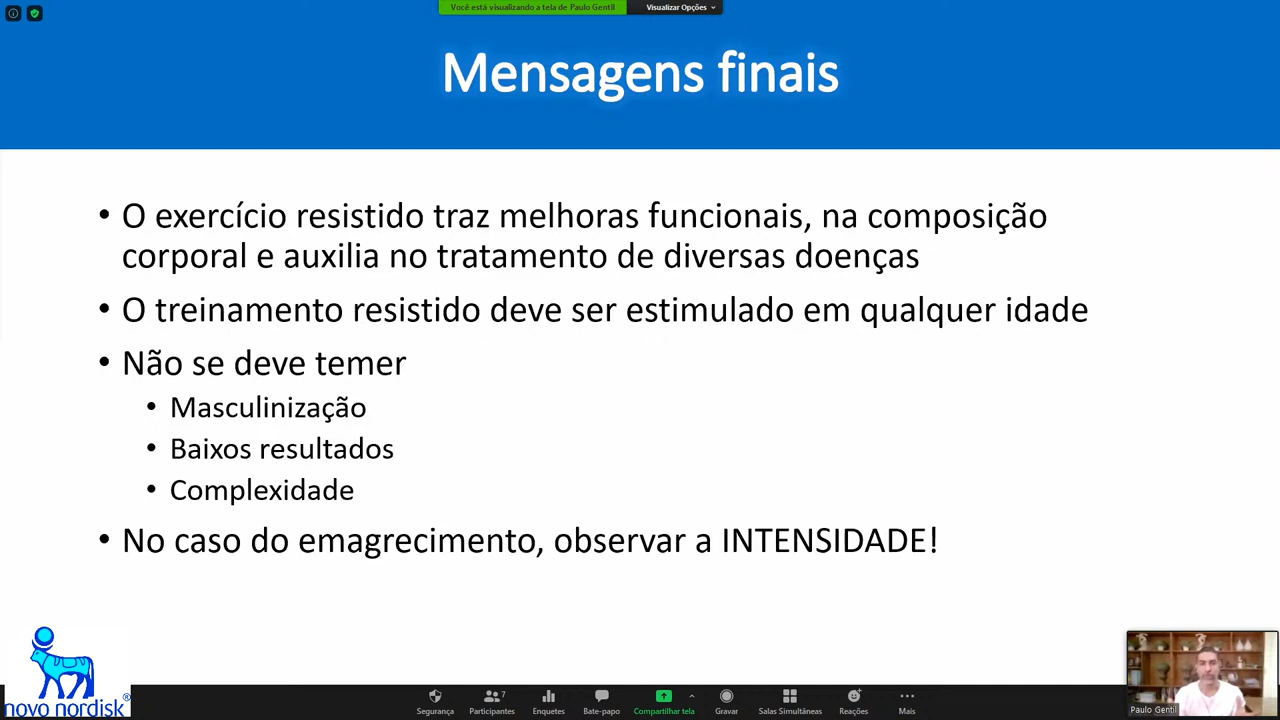 Você está visualizando a tela de Paulo Gentil
Visualizar Opções
Mensagens finais
• O exercício resistido traz melhoras funcionais, na composição
corporal e auxilia no tratamento de diversas doenças
• O treinamento resistido deve ser estimulado em qualquer idade
• Não se deve temer
• Masculinização
• Baixos resultados
• Complexidade
• No caso do emagrecimento, observar a INTENSIDADE!
novo nordisk®
Segurança
Participantes
7
Enquetes
Bate-papo
Compartilhar tela
Gravar
Salas Simultâneas
Reações
Mais
Paulo Gentil